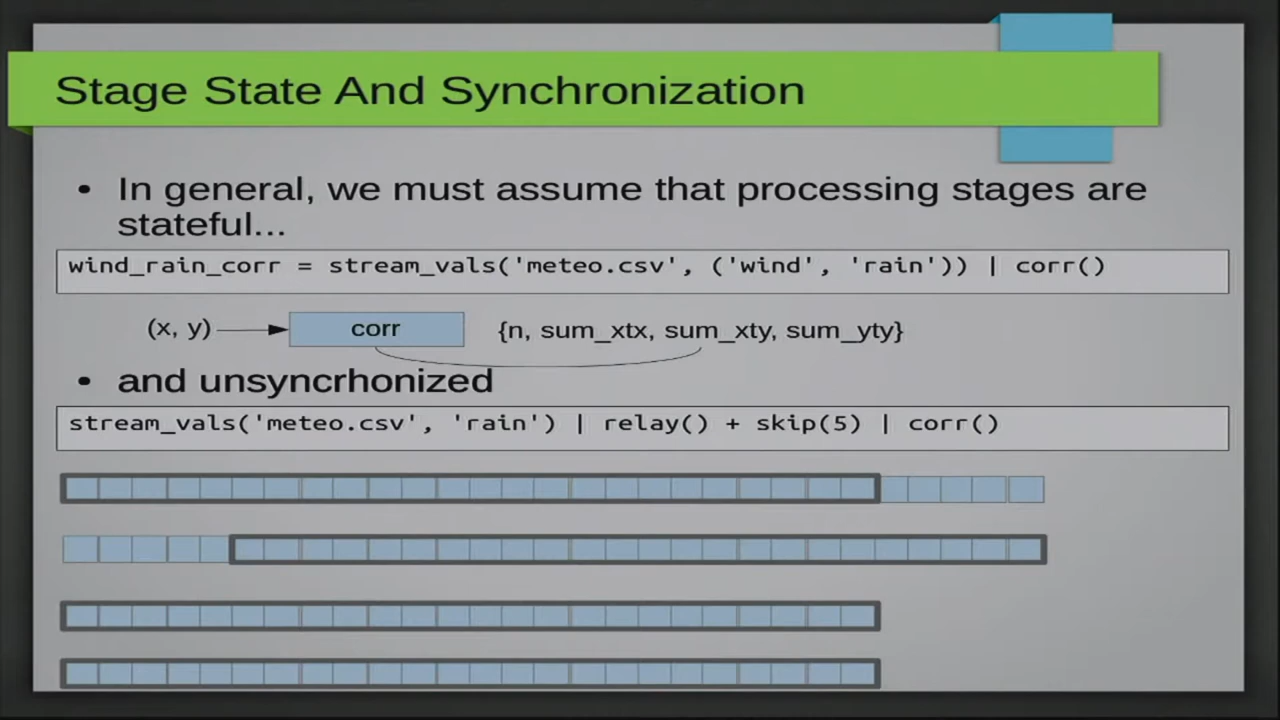 Stage State And Synchronization
• In general, we must assume that processing stages are
stateful...
wind_rain_corr = stream_vals('meteo.csv', ('wind', 'rain')) | corr()
(x, y) corr {n, sum_xtx, sum_xty, sum_yty}
• and unsyncrhonized
stream_vals('meteo.csv', 'rain') | relay() + skip(5) | corr()